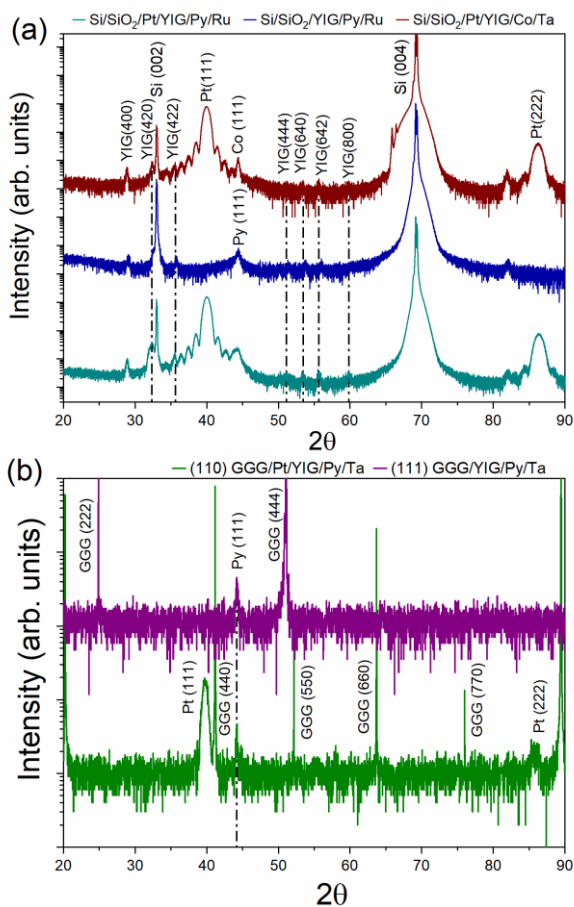 (a)
Si/SiO2/Pt/YIG/Py/Ru Si/SiO2/YIG/Py/Ru Si/SiO2/Pt/YIG/Co/Ta
Intensity (arb. units)
YIG(400)
YIG(420)
Si (002)
YIG(422)
Pt(111)
Co (111)
Py (111)
YIG(444)
YIG(640)
YIG(642)
YIG(800)
Si (004)
Pt(222)
20 30 40 50 60 70 80 90
2θ
(b)
(110) GGG/Pt/YIG/Py/Ta (111) GGG/YIG/Py/Ta
Intensity (arb. units)
GGG (222)
Py (111)
GGG (444)
Pt (111)
GGG (440)
GGG (550)
GGG (660)
GGG (770)
Pt (222)
20 30 40 50 60 70 80 90
2θ